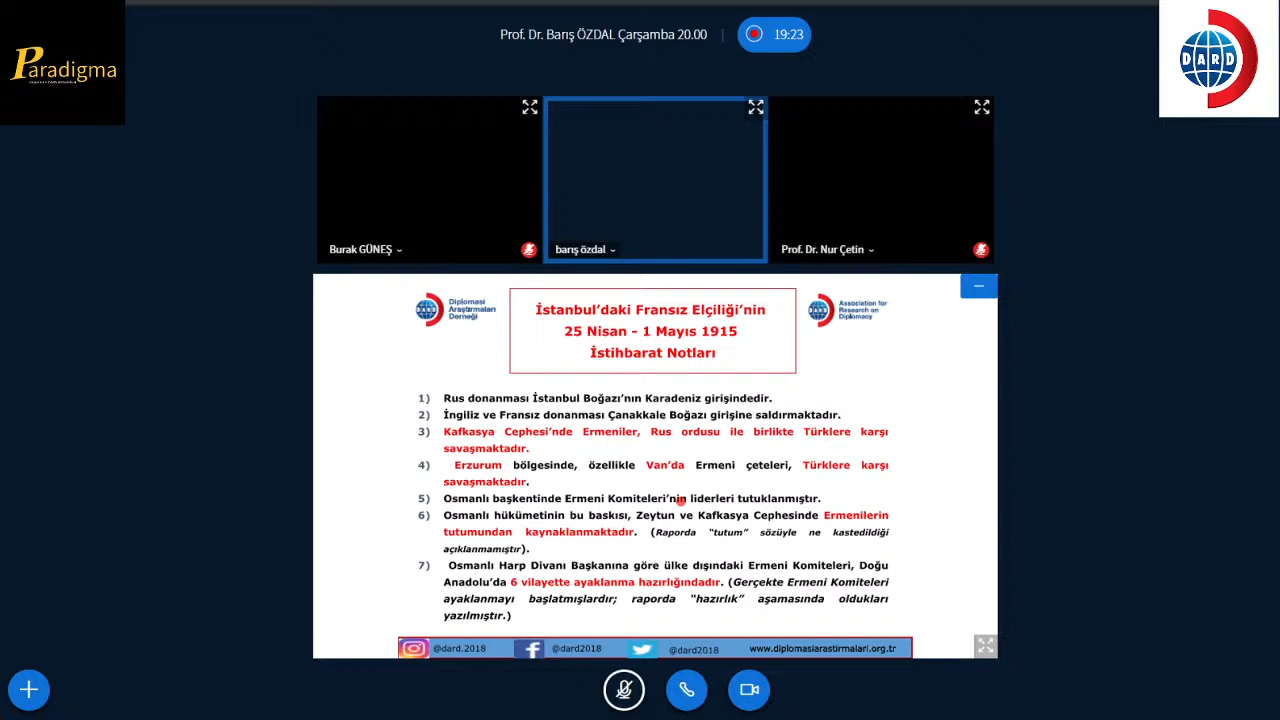 Prof. Dr. Barış ÖZDAL Çarşamba 20.00
19:23
Paradigma
DARD
Burak GÜNEŞ
barış özdal
Prof. Dr. Nur Çetin
DARD
Diplomasi
Araştırmaları
Derneği
İstanbul’daki Fransız Elçiliği’nin
25 Nisan - 1 Mayıs 1915
İstihbarat Notları
DARD
Association for
Research on
Diplomacy
1) Rus donanması İstanbul Boğazı’nın Karadeniz girişindedir.
2) İngiliz ve Fransız donanması Çanakkale Boğazı girişine saldırmaktadır.
3) Kafkasya Cephesi’nde Ermeniler, Rus ordusu ile birlikte Türklere karşı
savaşmaktadır.
4) Erzurum bölgesinde, özellikle Van’da Ermeni çeteleri, Türklere karşı
savaşmaktadır.
5) Osmanlı başkentinde Ermeni Komiteleri’nin liderleri tutuklanmıştır.
6) Osmanlı hükümetinin bu baskısı, Zeytun ve Kafkasya Cephesinde Ermenilerin
tutumundan kaynaklanmaktadır. (Raporda “tutum” sözüyle ne kastedildiği
açıklanmamıştır).
7) Osmanlı Harp Divanı Başkanına göre ülke dışındaki Ermeni Komiteleri, Doğu
Anadolu’da 6 vilayette ayaklanma hazırlığındadır. (Gerçekte Ermeni Komiteleri
ayaklanmayı başlatmışlardır; raporda “hazırlık” aşamasında oldukları
yazılmıştır.)
@dard.2018
@dard2018
@dard2018
www.diplomasiarastirmalari.org.tr